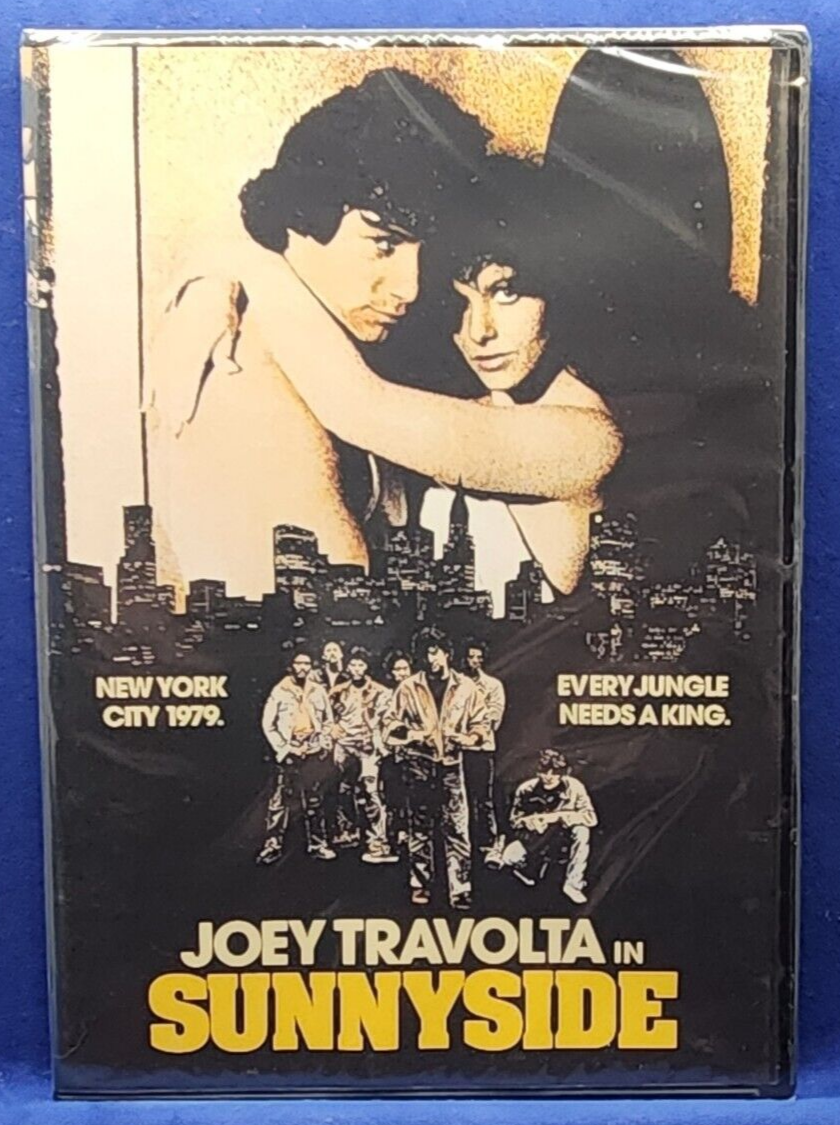 NEW YORK
CITY 1979.
EVERY JUNGLE
NEEDS A KING.
JOEY TRAVOLTA IN
SUNNYSIDE